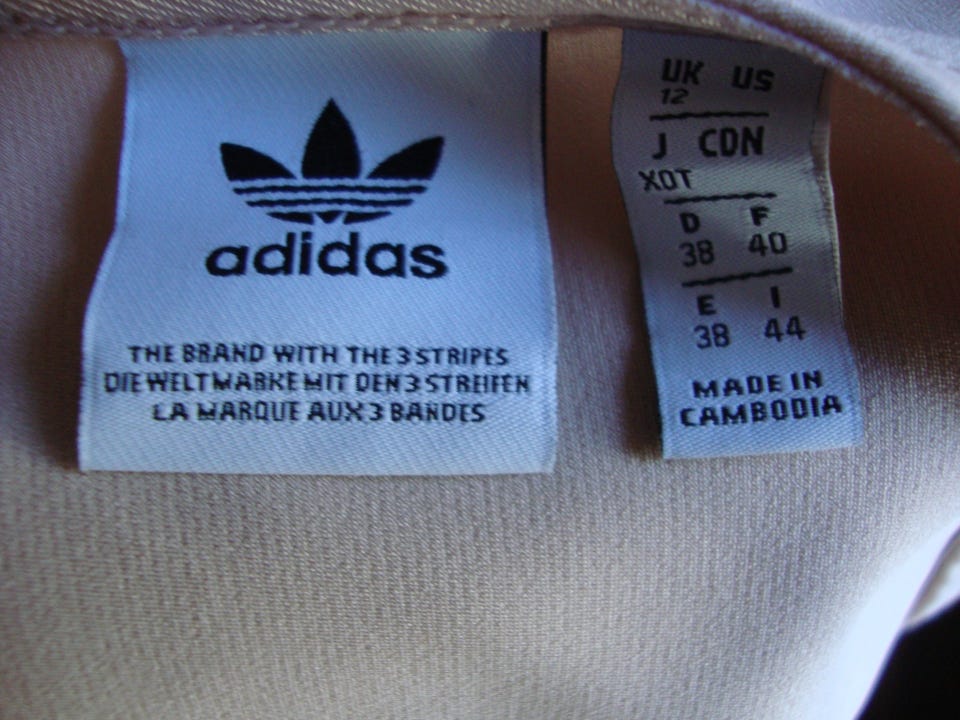 adidas
THE BRAND WITH THE 3 STRIPES
DIE WELTMARKE MIT DEN 3 STREIFEN
LA MARQUE AUX 3 BANDES
UK US
12
J CDN
XOT
D F
38 40
E I
38 44
MADE IN
CAMBODIA